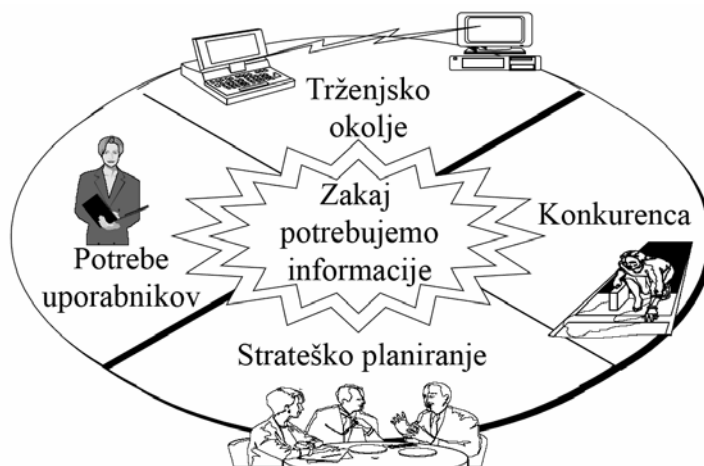 Trženjsko
okolje
Zakaj
potrebujemo
informacije
Konkurenca
Potrebe
uporabnikov
Strateško planiranje